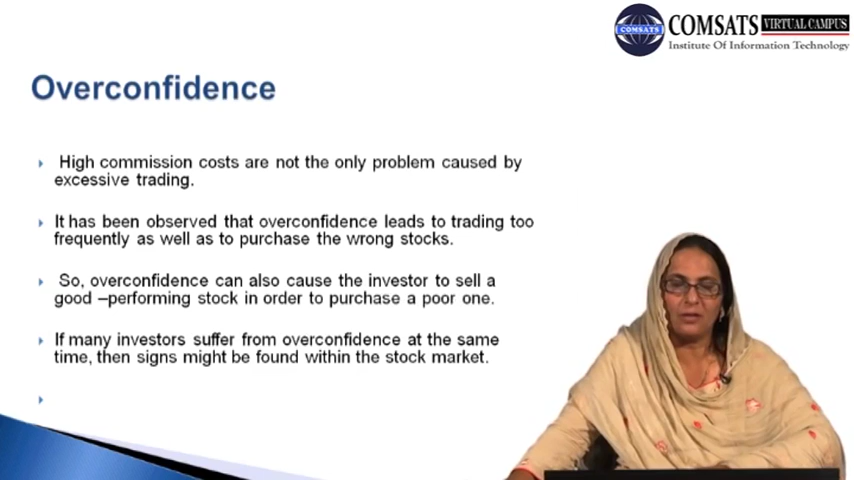 COMSATS
COMSATS VIRTUAL CAMPUS
Institute Of Information Technology
Overconfidence
High commission costs are not the only problem caused by
excessive trading.
It has been observed that overconfidence leads to trading too
frequently as well as to purchase the wrong stocks.
So, overconfidence can also cause the investor to sell a
good –performing stock in order to purchase a poor one.
If many investors suffer from overconfidence at the same
time, then signs might be found within the stock market.